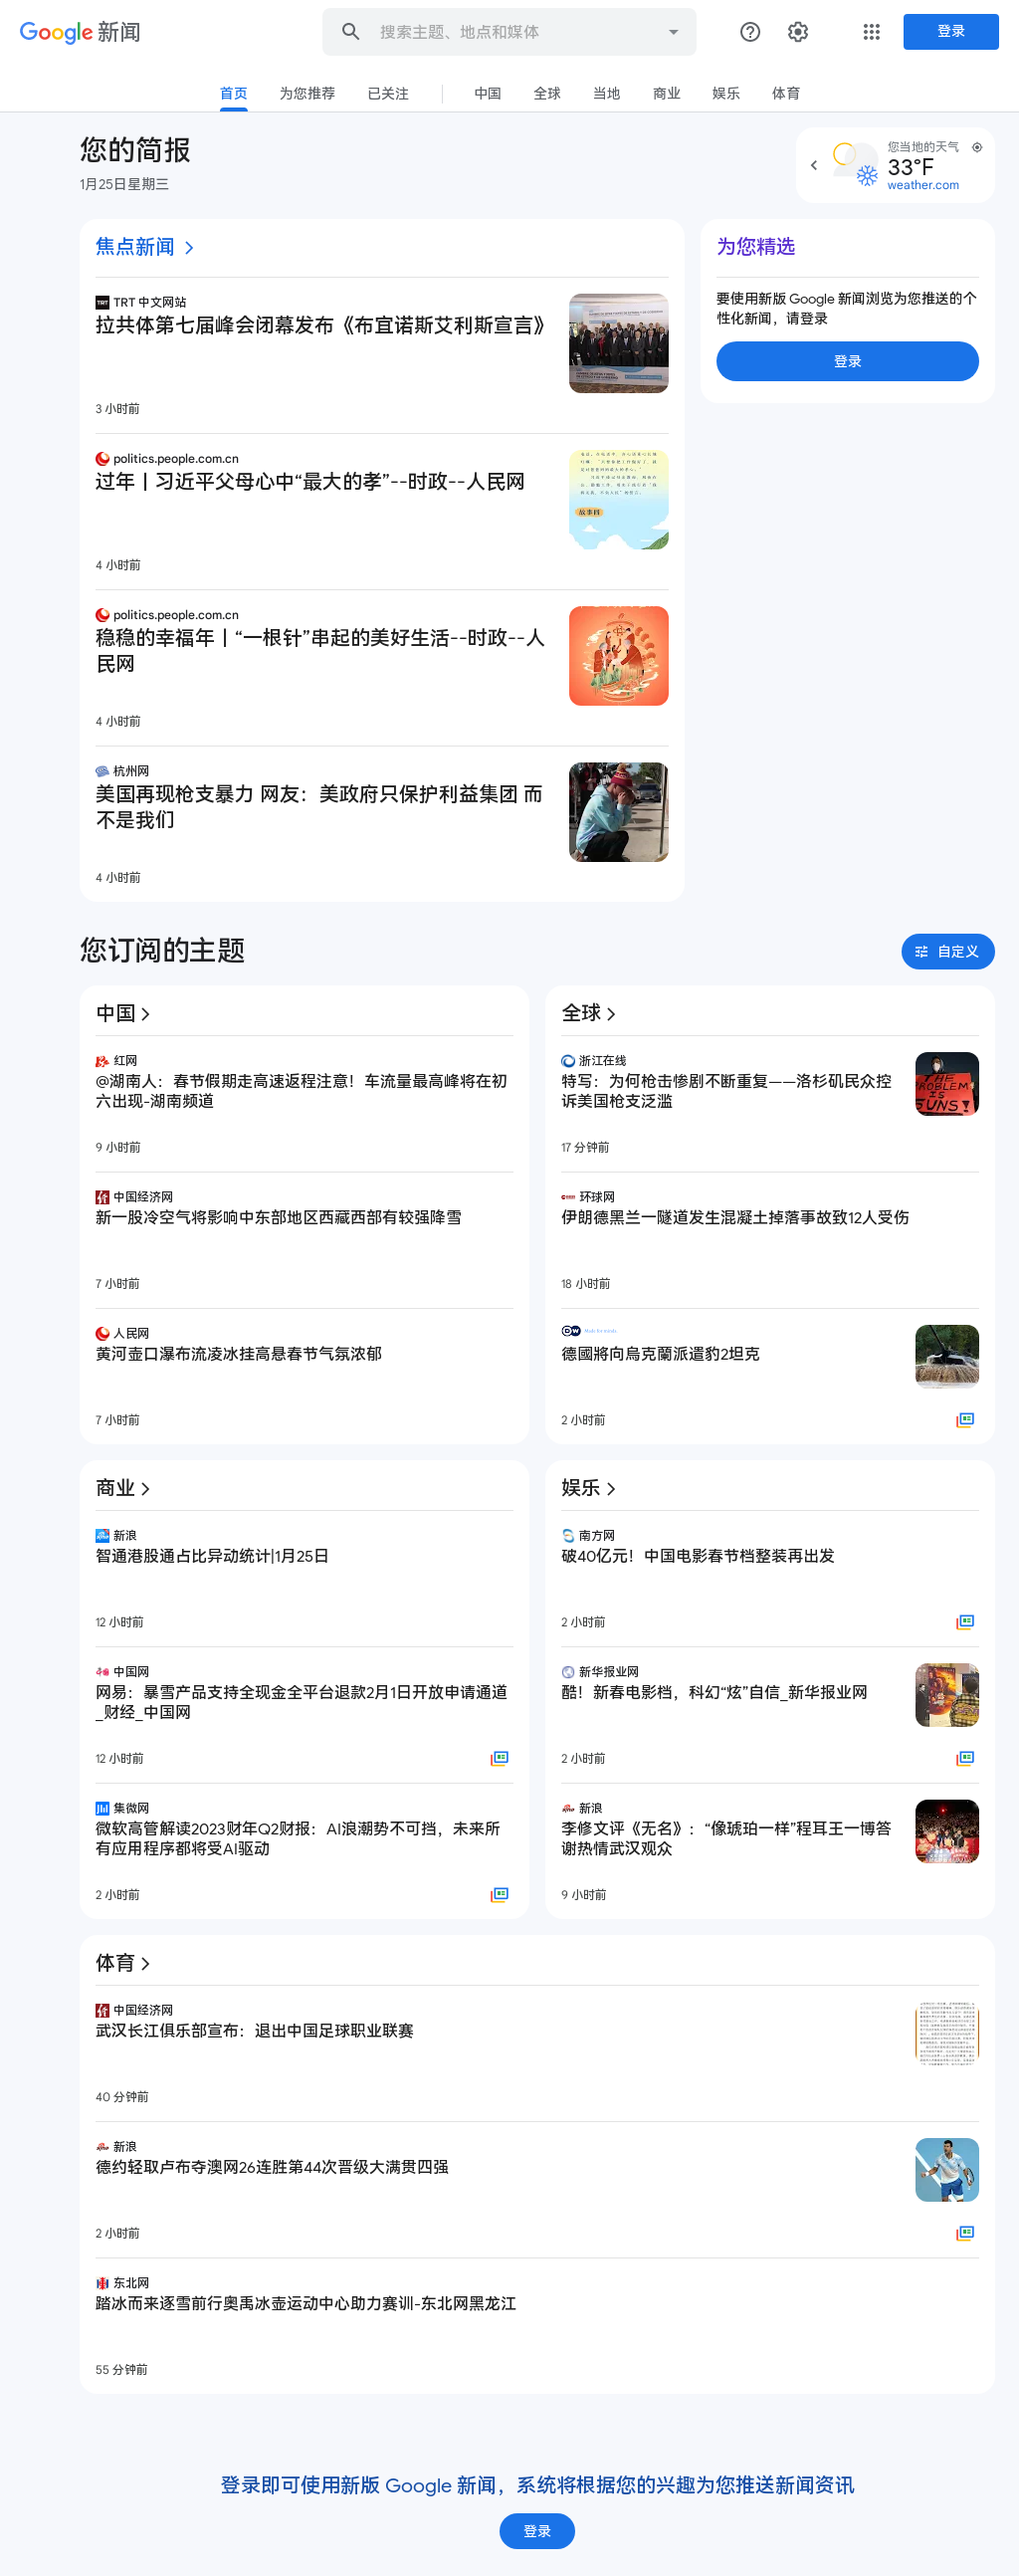 Google 新闻
搜索主题、地点和媒体
登录
首页
为您推荐
已关注
中国
全球
当地
商业
娱乐
体育
您的简报
1月25日星期三
您当地的天气
33°F
weather.com
焦点新闻
TRT 中文网站
拉共体第七届峰会闭幕发布《布宜诺斯艾利斯宣言》
3 小时前
politics.people.com.cn
过年丨习近平父母心中“最大的孝”--时政--人民网
故事四
4 小时前
politics.people.com.cn
稳稳的幸福年丨“一根针”串起的美好生活--时政--人
民网
4 小时前
杭州网
美国再现枪支暴力 网友：美政府只保护利益集团 而
不是我们
4 小时前
为您精选
要使用新版 Google 新闻浏览为您推送的个
性化新闻，请登录
登录
您订阅的主题
自定义
中国
红网
@湖南人：春节假期走高速返程注意！车流量最高峰将在初
六出现-湖南频道
9 小时前
中国经济网
新一股冷空气将影响中东部地区西藏西部有较强降雪
7 小时前
人民网
黄河壶口瀑布流凌冰挂高悬春节气氛浓郁
7 小时前
全球
浙江在线
特写：为何枪击惨剧不断重复——洛杉矶民众控
诉美国枪支泛滥
THE
PROBLEM
IS
GUNS!
17 分钟前
环球网
伊朗德黑兰一隧道发生混凝土掉落事故致12人受伤
18 小时前
DW Made for minds.
德國將向烏克蘭派遣豹2坦克
2 小时前
商业
新浪
智通港股通占比异动统计|1月25日
12 小时前
中国网
网易：暴雪产品支持全现金全平台退款2月1日开放申请通道
_财经_中国网
12 小时前
集微网
微软高管解读2023财年Q2财报：AI浪潮势不可挡，未来所
有应用程序都将受AI驱动
2 小时前
娱乐
南方网
破40亿元！中国电影春节档整装再出发
2 小时前
新华报业网
酷！新春电影档，科幻“炫”自信_新华报业网
2 小时前
新浪
李修文评《无名》：“像琥珀一样”程耳王一博答
谢热情武汉观众
9 小时前
体育
中国经济网
武汉长江俱乐部宣布：退出中国足球职业联赛
40 分钟前
新浪
德约轻取卢布夺澳网26连胜第44次晋级大满贯四强
2 小时前
东北网
踏冰而来逐雪前行奥禹冰壶运动中心助力赛训-东北网黑龙江
55 分钟前
登录即可使用新版 Google 新闻，系统将根据您的兴趣为您推送新闻资讯
登录